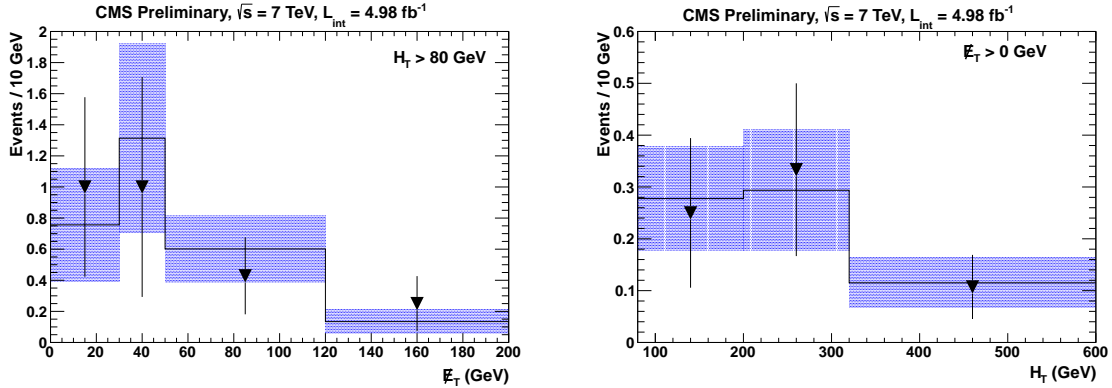 CMS Preliminary, √s = 7 TeV, L_int = 4.98 fb⁻¹
H_T > 80 GeV
Events / 10 GeV
2
1.8
1.6
1.4
1.2
1
0.8
0.6
0.4
0.2
0
0 20 40 60 80 100 120 140 160 180 200
E̸_T (GeV)
CMS Preliminary, √s = 7 TeV, L_int = 4.98 fb⁻¹
E̸_T > 0 GeV
Events / 10 GeV
0.6
0.5
0.4
0.3
0.2
0.1
0
100 200 300 400 500 600
H_T (GeV)